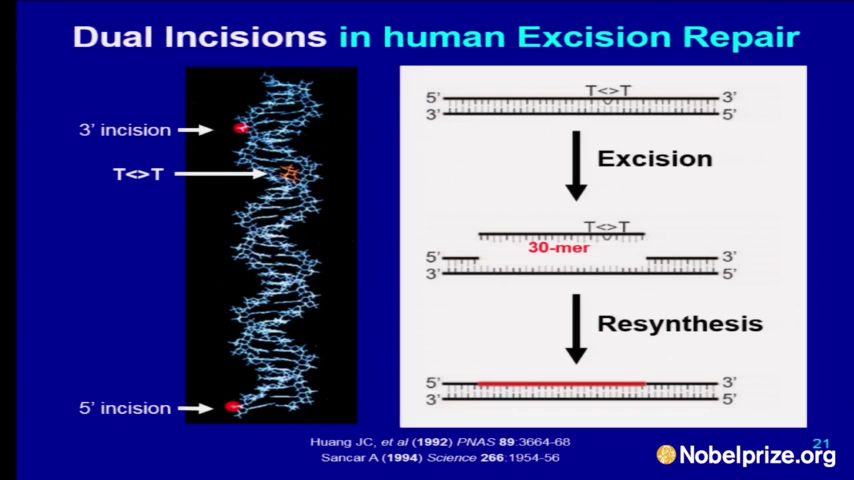 Dual Incisions in human Excision Repair
3' incision
T<>T
5' incision
T<>T
5' 3'
3' 5'
Excision
T<>T
30-mer
5' 3'
3' 5'
Resynthesis
5' 3'
3' 5'
Huang JC, et al (1992) PNAS 89:3664-68
Sancar A (1994) Science 266:1954-56
21
Nobelprize.org